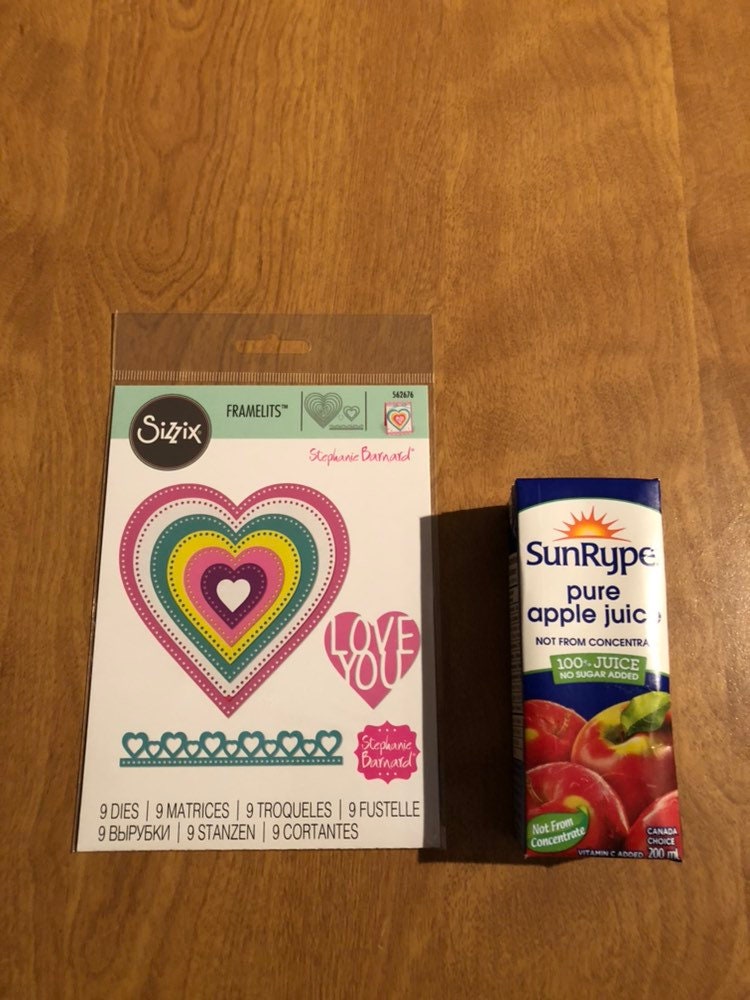 Sizzix
FRAMELITS™
562676
Stephanie Barnard®
LOVE
YOU
Stephanie
Barnard®
9 DIES | 9 MATRICES | 9 TROQUELES | 9 FUSTELLE
9 ВЫРУБКИ | 9 STANZEN | 9 CORTANTES
SunRype
pure
apple juice
NOT FROM CONCENTRA
100% JUICE
NO SUGAR ADDED
Not From
Concentrate
VITAMIN C ADDED
CANADA
CHOICE
200 mL